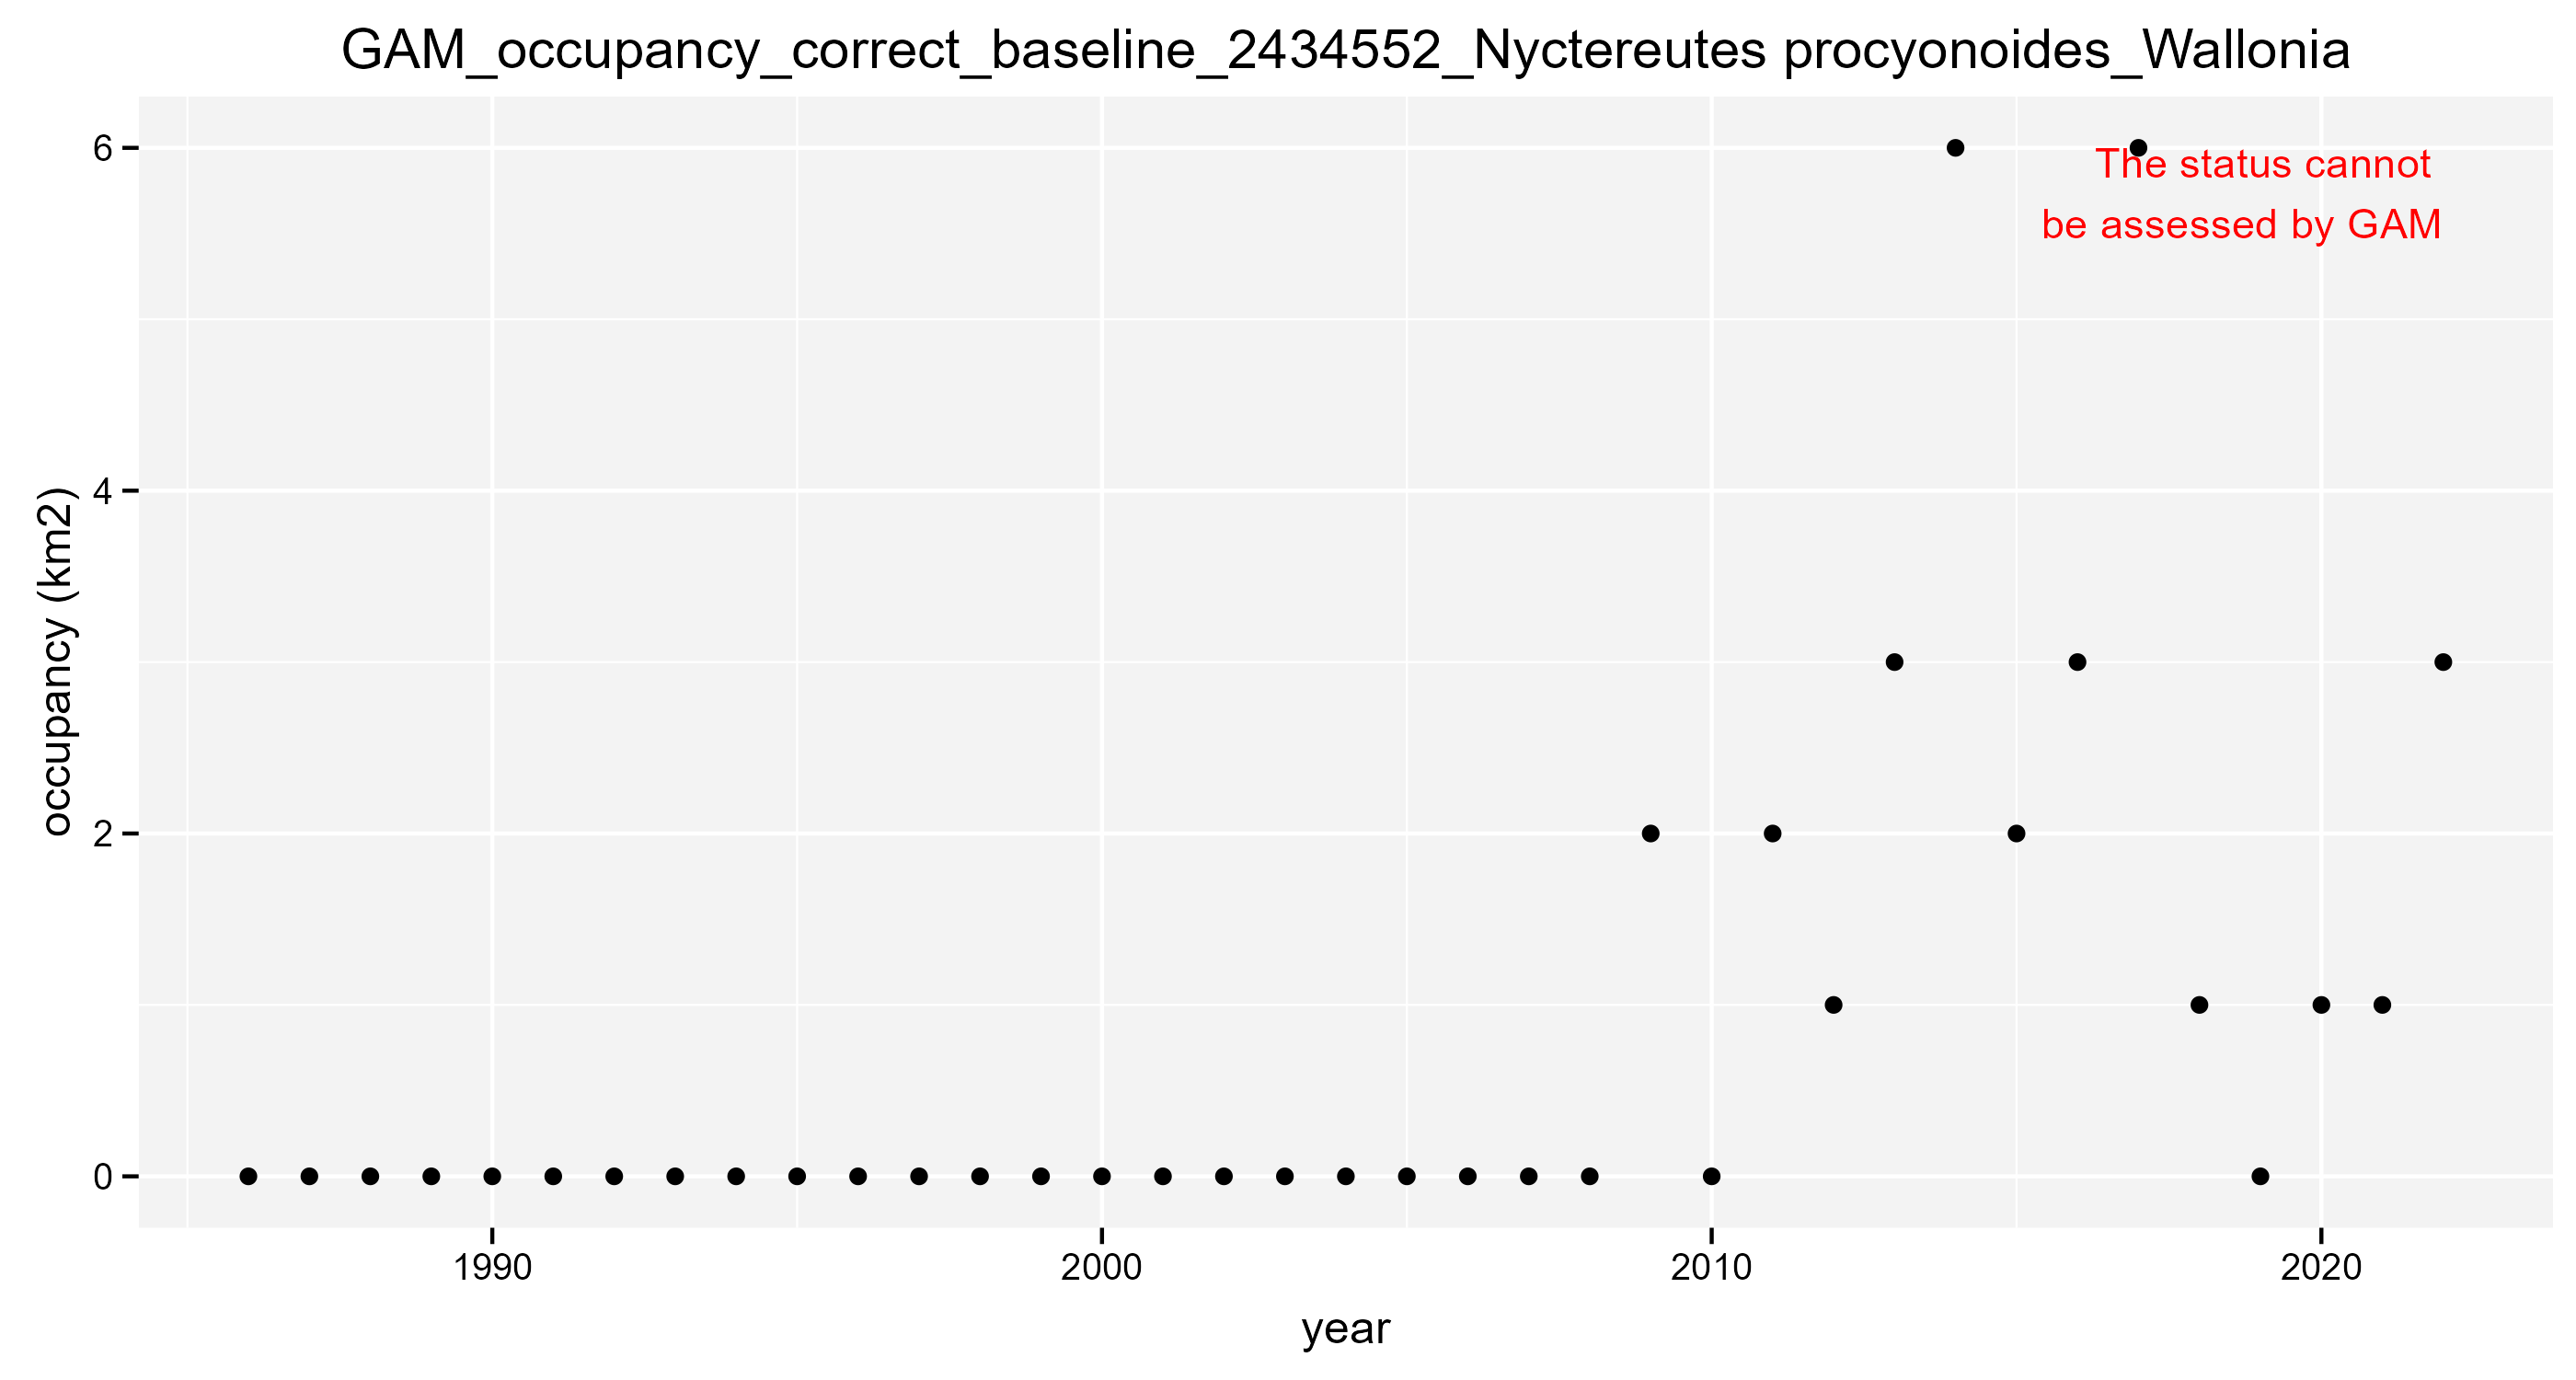 GAM_occupancy_correct_baseline_2434552_Nyctereutes procyonoides_Wallonia
6
The status cannot
be assessed by GAM
4
occupancy (km2)
2
0
1990 2000 2010 2020
year